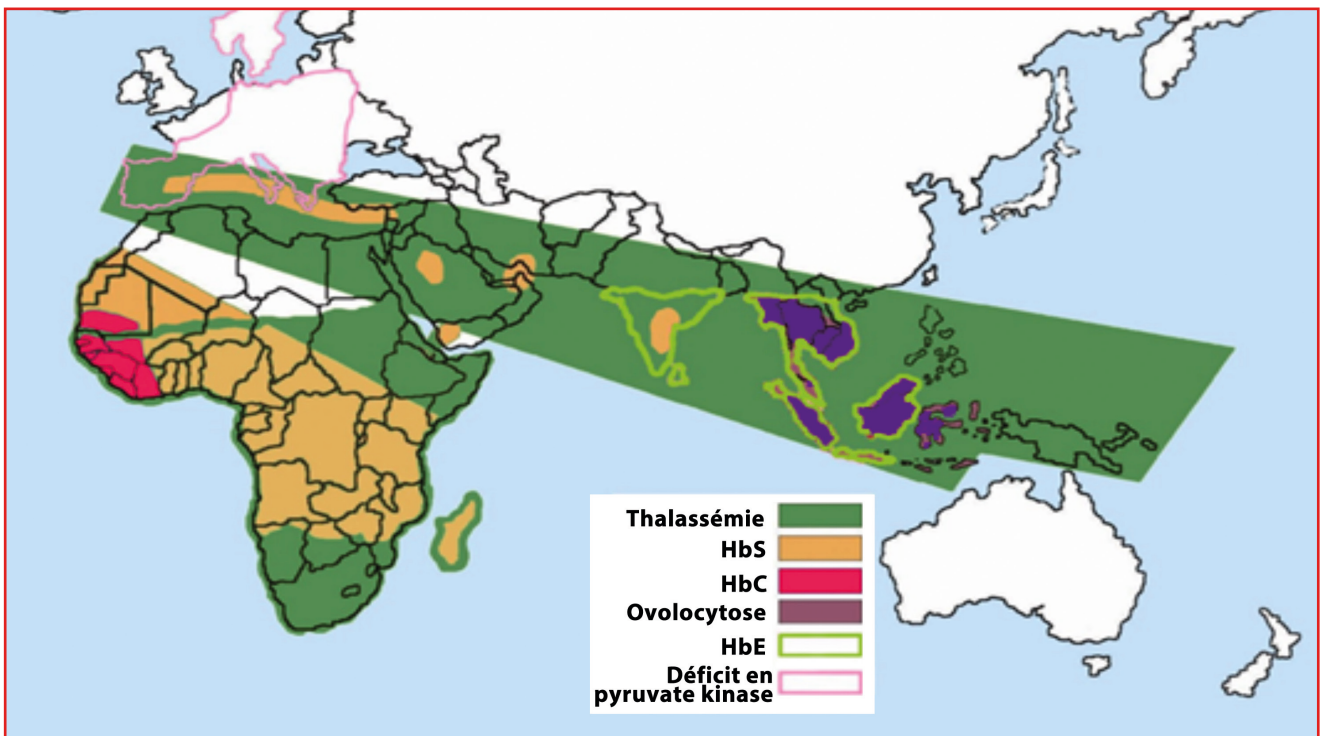 Thalassémie
HbS
HbC
Ovolocytose
HbE
Déficit en
pyruvate kinase